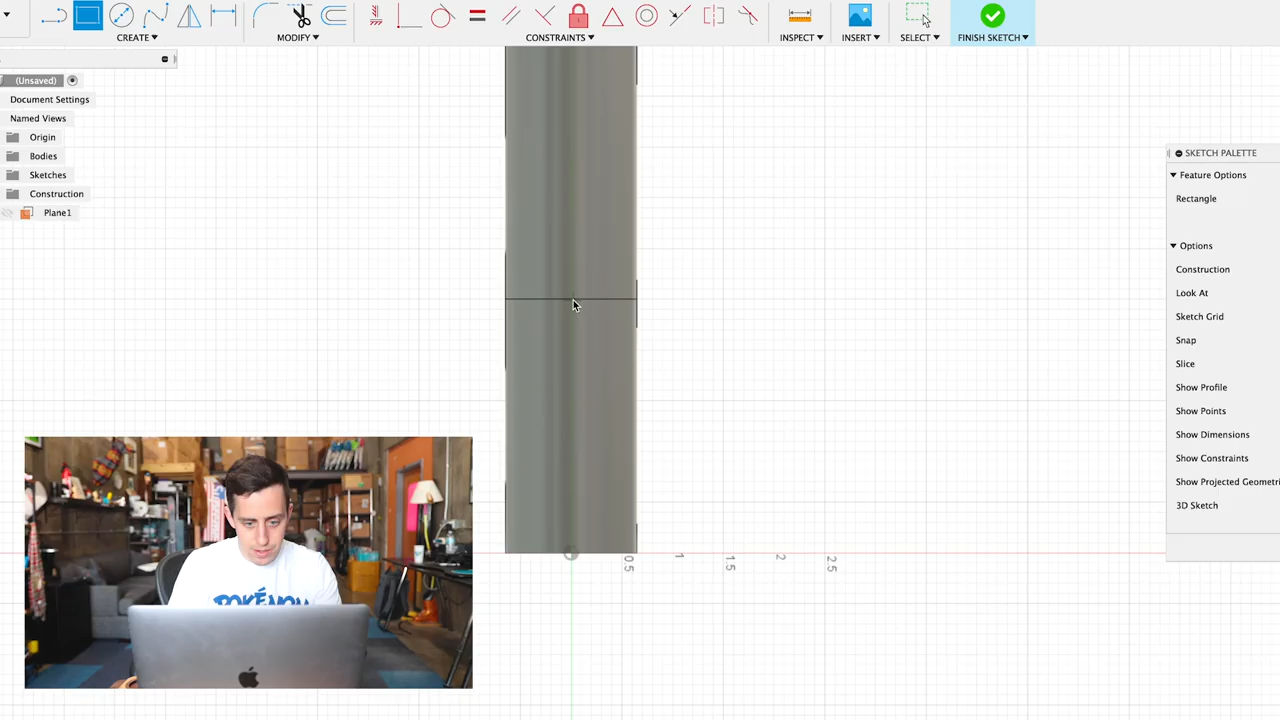 CREATE▾ MODIFY▾ CONSTRAINTS▾ INSPECT▾ INSERT▾ SELECT▾ FINISH SKETCH▾
(Unsaved)
Document Settings
Named Views
Origin
Bodies
Sketches
Construction
Plane1
SKETCH PALETTE
Feature Options
Rectangle
Options
Construction
Look At
Sketch Grid
Snap
Slice
Show Profile
Show Points
Show Dimensions
Show Constraints
Show Projected Geometri
3D Sketch
0.5 1 1.5 2 2.5
POKÉMON